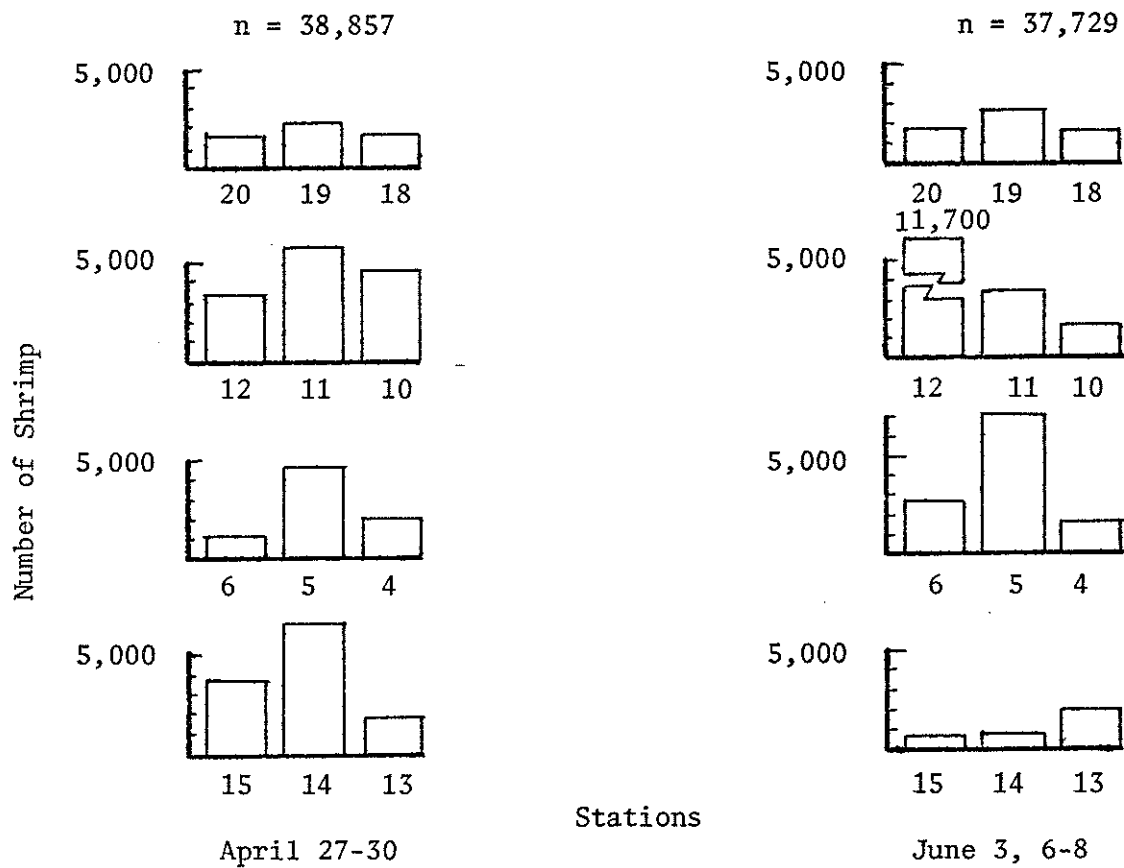 n = 38,857
5,000
20 19 18
5,000
12 11 10
5,000
6 5 4
5,000
15 14 13
April 27-30
n = 37,729
5,000
20 19 18
11,700
5,000
12 11 10
5,000
6 5 4
5,000
15 14 13
June 3, 6-8
Number of Shrimp
Stations